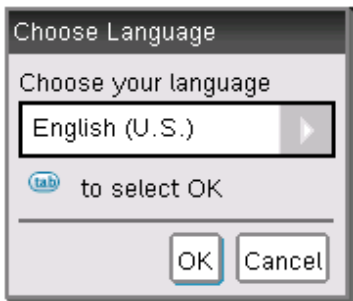 Choose Language
Choose your language
English (U.S.)
tab to select OK
OK Cancel